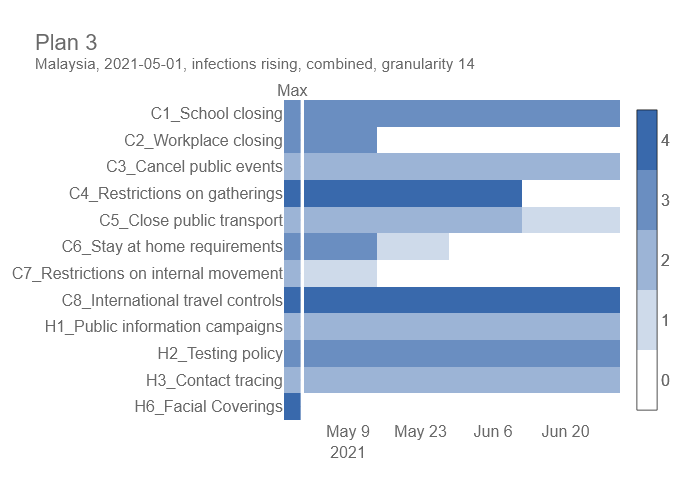 Plan 3
Malaysia, 2021-05-01, infections rising, combined, granularity 14
Max
C1_School closing
C2_Workplace closing
C3_Cancel public events
C4_Restrictions on gatherings
C5_Close public transport
C6_Stay at home requirements
C7_Restrictions on internal movement
C8_International travel controls
H1_Public information campaigns
H2_Testing policy
H3_Contact tracing
H6_Facial Coverings
May 9 May 23 Jun 6 Jun 20
2021
4
3
2
1
0